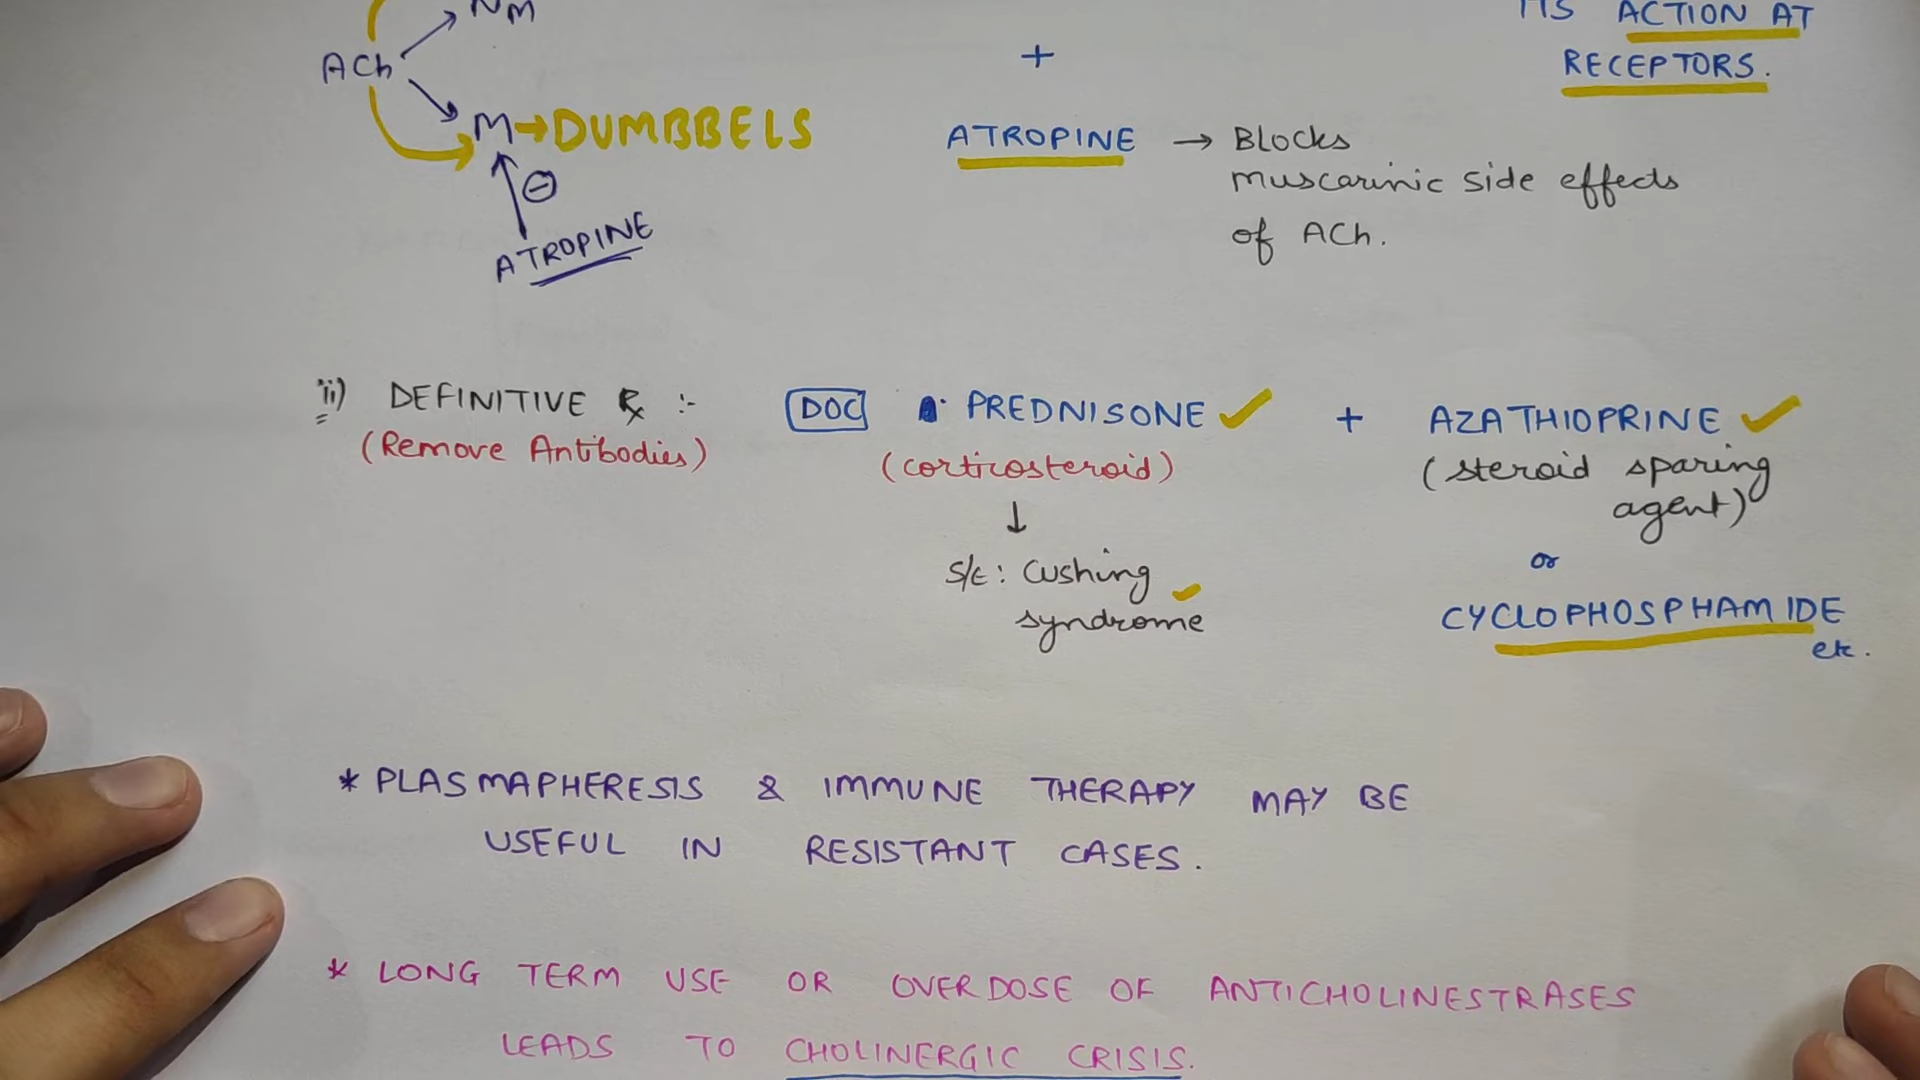 NM
ITS ACTION AT
RECEPTORS.
ACh
+
M → DUMBBELS
ATROPINE → Blocks
muscarinic side effects
of ACh.
⊖
ATROPINE
ii) DEFINITIVE ℞ :-
(Remove Antibodies)
DOC PREDNISONE ✓ + AZATHIOPRINE ✓
(corticosteroid)
(steroid sparing
agent)
↓
or
S/E: Cushing ✓
syndrome
CYCLOPHOSPHAMIDE
etc.
* PLASMAPHERESIS & IMMUNE THERAPY MAY BE
USEFUL IN RESISTANT CASES.
* LONG TERM USE OR OVERDOSE OF ANTICHOLINESTRASES
LEADS TO CHOLINERGIC CRISIS.